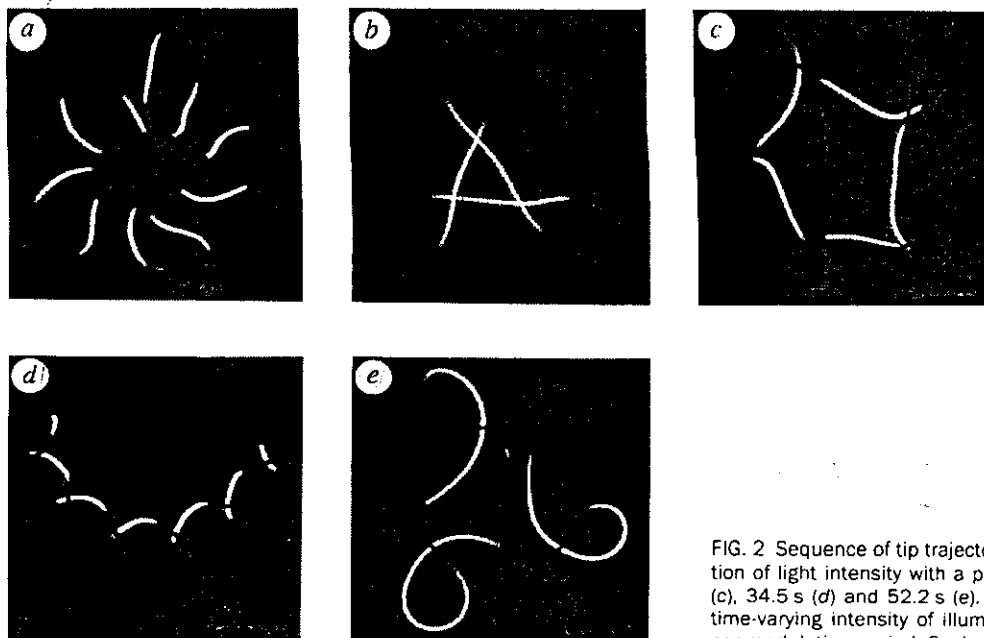 a
b
c
d
e
FIG. 2 Sequence of tip trajecto
tion of light intensity with a p
(c), 34.5 s (d) and 52.2 s (e).
time-varying intensity of illum